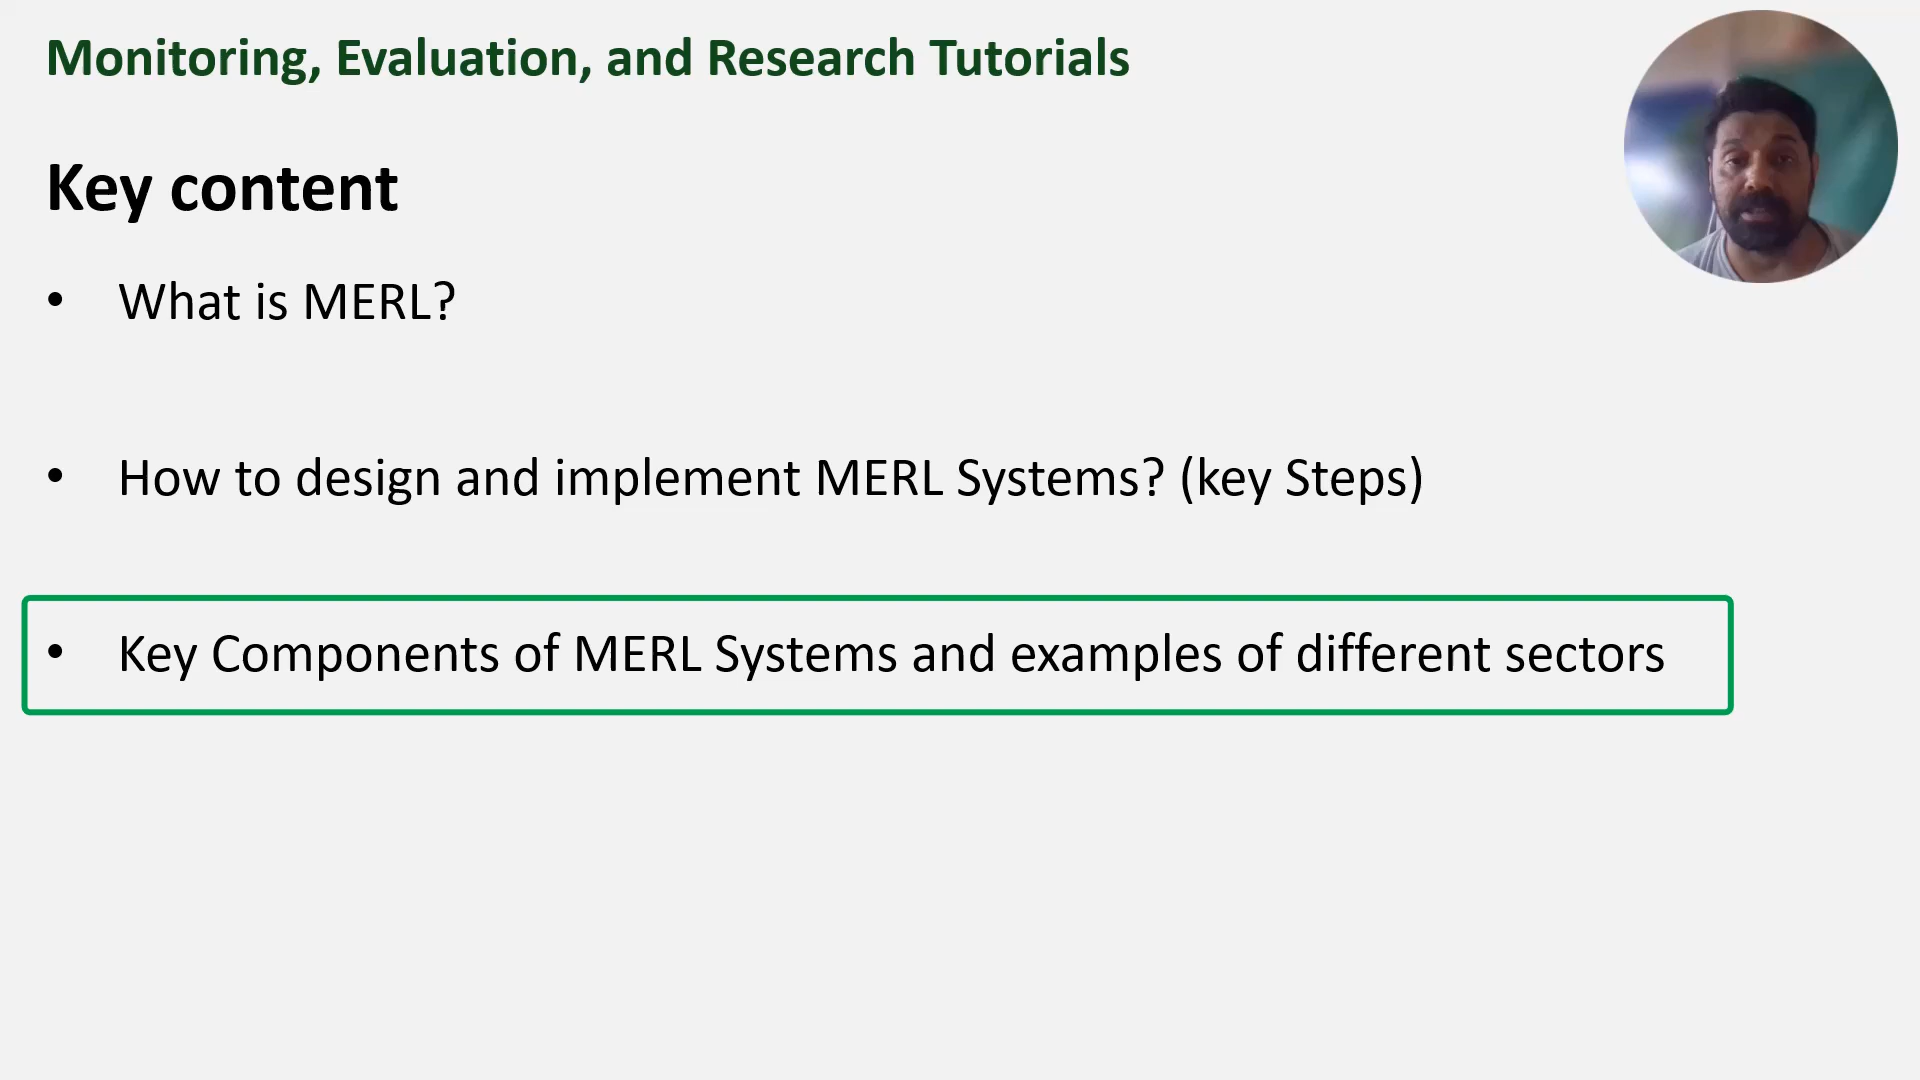 Monitoring, Evaluation, and Research Tutorials
Key content
• What is MERL?
• How to design and implement MERL Systems? (key Steps)
• Key Components of MERL Systems and examples of different sectors